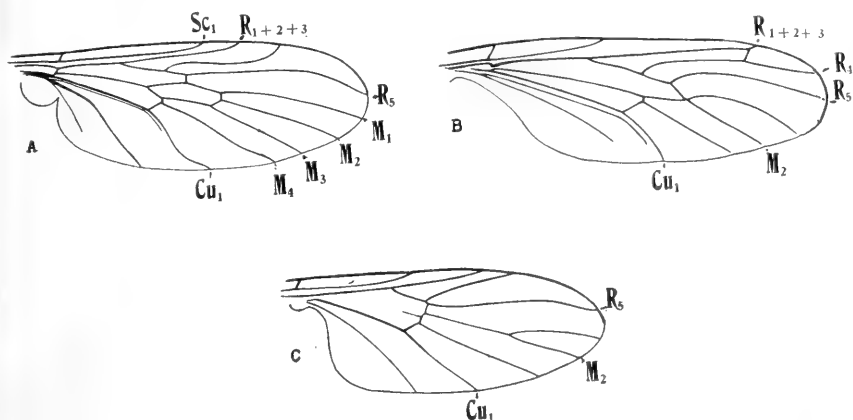 Sc₁ R₁₊₂₊₃
R₅
M₁
M₂
M₃
M₄
Cu₁
A
R₁₊₂₊₃
R₄
R₅
M₂
Cu₁
B
R₅
M₂
Cu₁
C